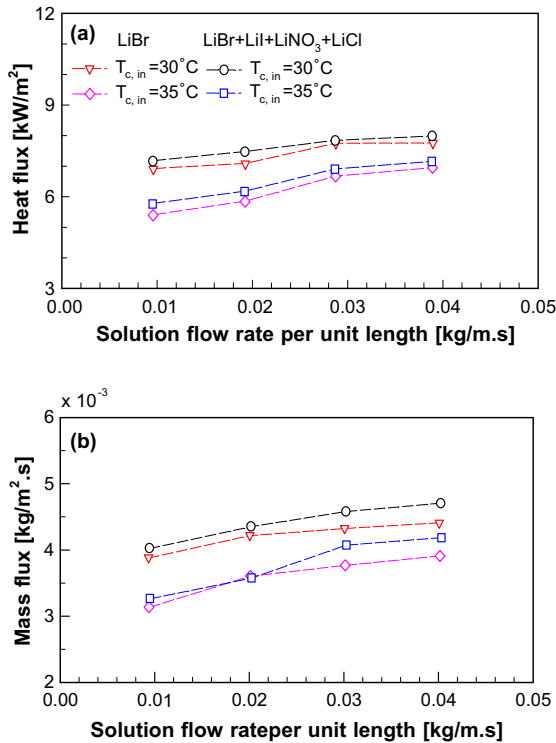 (a)
LiBr LiBr+LiI+LiNO3+LiCl
Tc, in=30°C Tc, in=30°C
Tc, in=35°C Tc, in=35°C
Heat flux [kW/m2]
12
9
6
3
0.00 0.01 0.02 0.03 0.04 0.05
Solution flow rate per unit length [kg/m.s]
x 10-3
(b)
Mass flux [kg/m2.s]
6
5
4
3
2
0.00 0.01 0.02 0.03 0.04 0.05
Solution flow rateper unit length [kg/m.s]